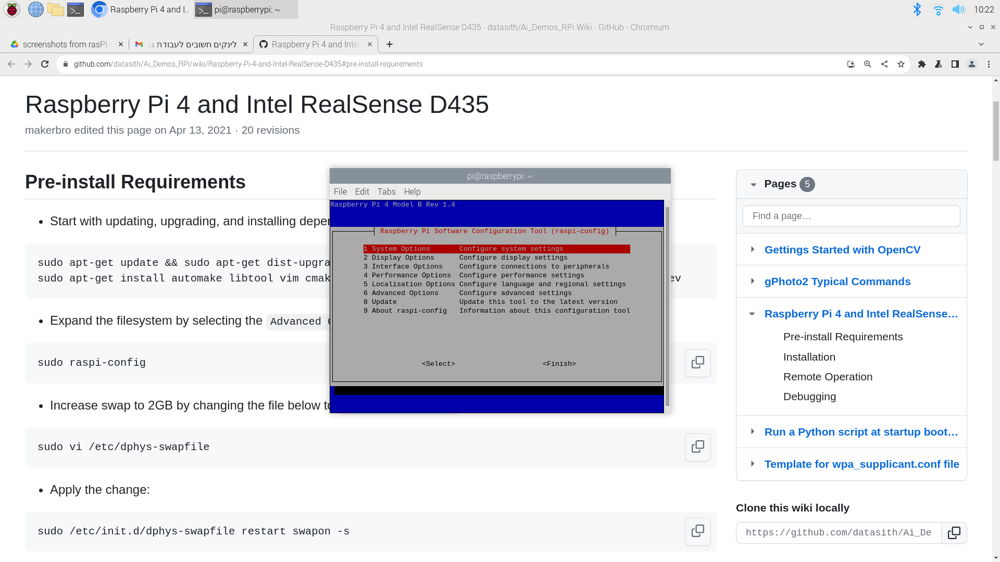 Raspberry Pi 4 and I..
pi@raspberrypi: ~
10:22
Raspberry Pi 4 and Intel RealSense D435 · datasith/Ai_Demos_RPi Wiki · GitHub - Chromium
screenshots from rasPI
לינקים חשובים לעבודת
Raspberry Pi 4 and Intel
github.com/datasith/Ai_Demos_RPi/wiki/Raspberry-Pi-4-and-Intel-RealSense-D435#pre-install-requirements
Raspberry Pi 4 and Intel RealSense D435
makerbro edited this page on Apr 13, 2021 · 20 revisions
Pre-install Requirements
• Start with updating, upgrading, and installing
sudo apt-get update && sudo apt-get
sudo apt-get install automake libtool vim
• Expand the filesystem by selecting the Advanced
sudo raspi-config
• Increase swap to 2GB by changing the file below
sudo vi /etc/dphys-swapfile
• Apply the change:
sudo /etc/init.d/dphys-swapfile restart swapon -s
pi@raspberrypi: ~
File Edit Tabs Help
Raspberry Pi 4 Model B Rev 1.4
Raspberry Pi Software Configuration Tool (raspi-config)
1 System Options Configure system settings
2 Display Options Configure display settings
3 Interface Options Configure connections to peripherals
4 Performance Options Configure performance settings
5 Localisation Options Configure language and regional settings
6 Advanced Options Configure advanced settings
8 Update Update this tool to the latest version
9 About raspi-config Information about this configuration tool
<Select> <Finish>
Pages 5
Find a page…
Gettings Started with OpenCV
gPhoto2 Typical Commands
Raspberry Pi 4 and Intel RealSense…
Pre-install Requirements
Installation
Remote Operation
Debugging
Run a Python script at startup boot…
Template for wpa_supplicant.conf file
Clone this wiki locally
https://github.com/datasith/Ai_De